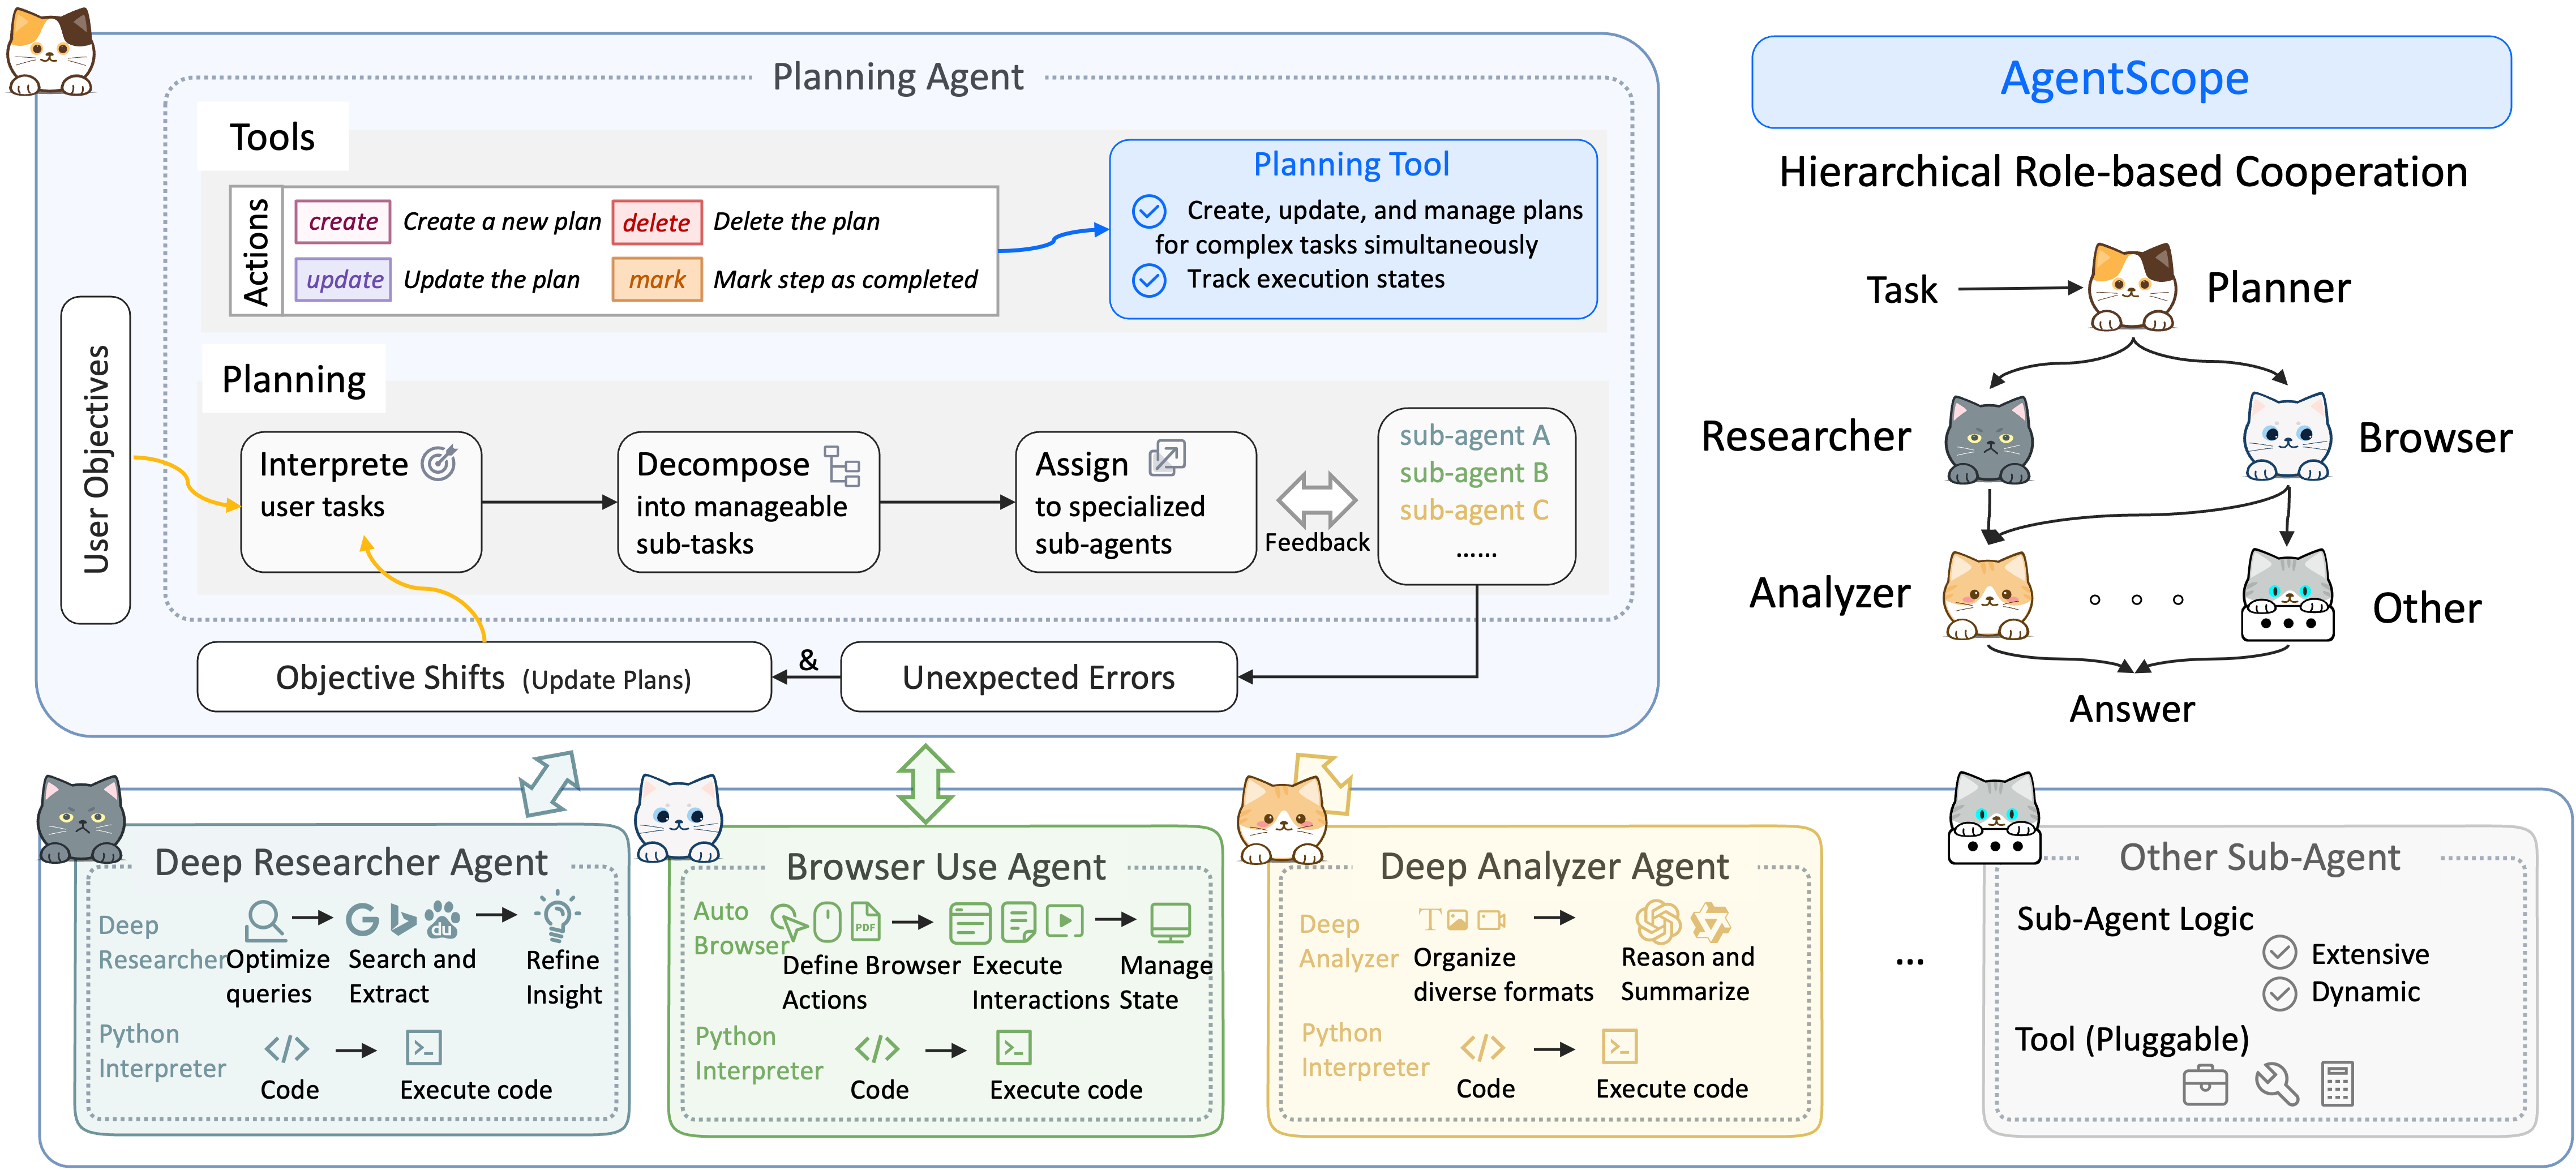 Planning Agent
Tools
Actions
create Create a new plan delete Delete the plan
update Update the plan mark Mark step as completed
Planning Tool
Create, update, and manage plans
for complex tasks simultaneously
Track execution states
User Objectives
Planning
Interprete
user tasks
Decompose
into manageable
sub-tasks
Assign
to specialized
sub-agents
Feedback
sub-agent A
sub-agent B
sub-agent C
......
Objective Shifts (Update Plans)
&
Unexpected Errors
AgentScope
Hierarchical Role-based Cooperation
Task
Planner
Researcher
Browser
Analyzer
Other
Answer
Deep Researcher Agent
Deep
Researcher
du
Optimize
queries
Search and
Extract
Refine
Insight
Python
Interpreter
Code
Execute code
Browser Use Agent
Auto
Browser
PDF
Define Browser
Actions
Execute
Interactions
Manage
State
Python
Interpreter
Code
Execute code
Deep Analyzer Agent
Deep
Analyzer
T
Organize
diverse formats
Reason and
Summarize
Python
Interpreter
Code
Execute code
...
Other Sub-Agent
Sub-Agent Logic
Extensive
Dynamic
Tool (Pluggable)